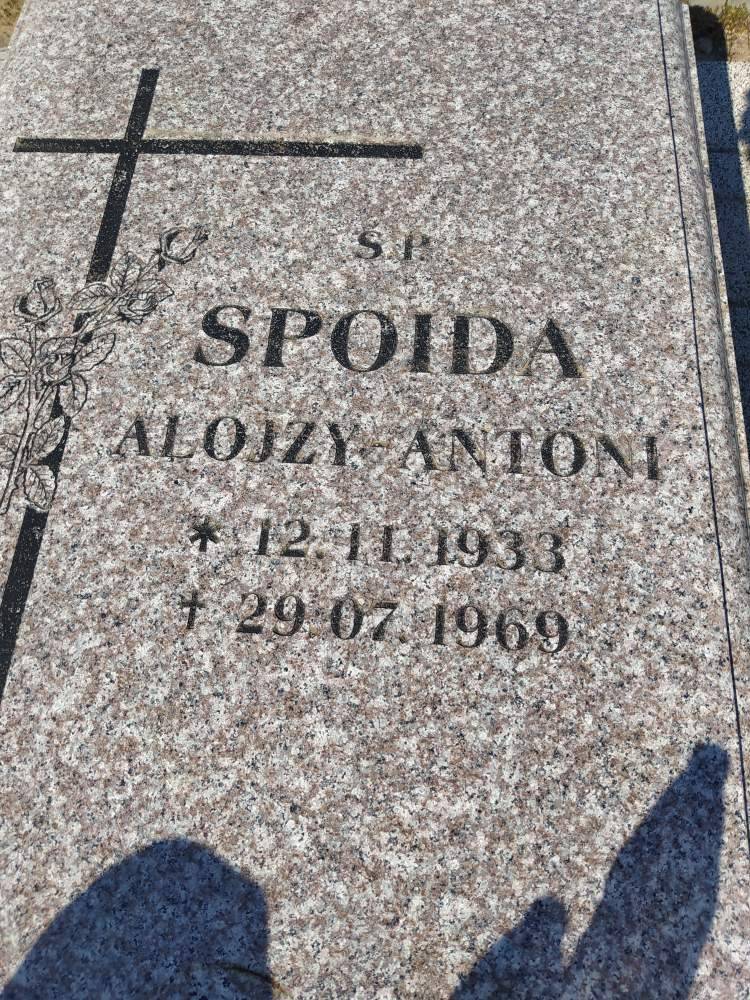 Ś.P.
SPOIDA
ALOJZY-ANTONI
* 12.11.1933
† 29.07.1969